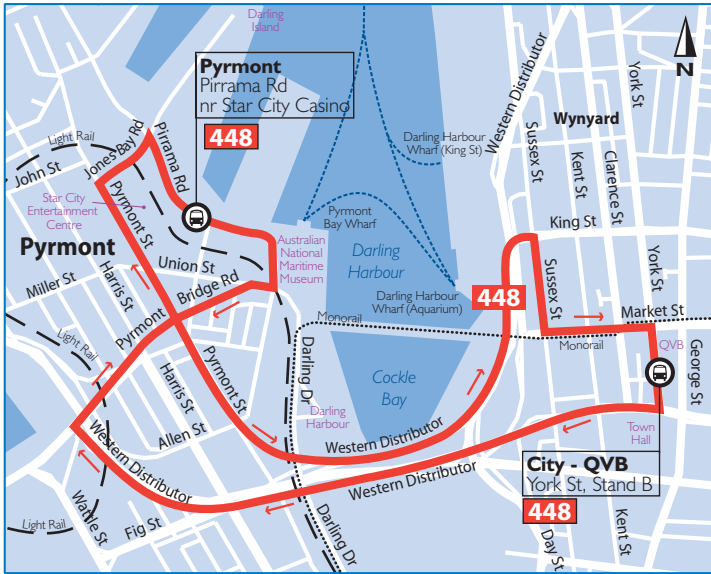 Darling
Island
Pyrmont
Pirrama Rd
nr Star City Casino
448
N
York St
Western Distributor
Wynyard
Sussex St
Kent St
Clarence St
Light Rail
John St
Jones Bay Rd
Pirrama Rd
Darling Harbour
Wharf (King St)
Star City
Entertainment
Centre
Pyrmont St
Pyrmont
Bay Wharf
King St
Pyrmont
Australian
National
Maritime
Museum
Darling
Harbour
Union St
Harris St
Miller St
Bridge Rd
Pyrmont
Darling Harbour
Wharf (Aquarium)
448
Sussex St
York St
Market St
Monorail
Monorail
Light Rail
QVB
George St
Harris St
Pyrmont St
Darling Dr
Cockle
Bay
Darling
Harbour
Allen St
Western Distributor
Town
Hall
Western Distributor
Western Distributor
City - QVB
York St, Stand B
448
Wattle St
Fig St
Light Rail
Darling Dr
Day St
Kent St